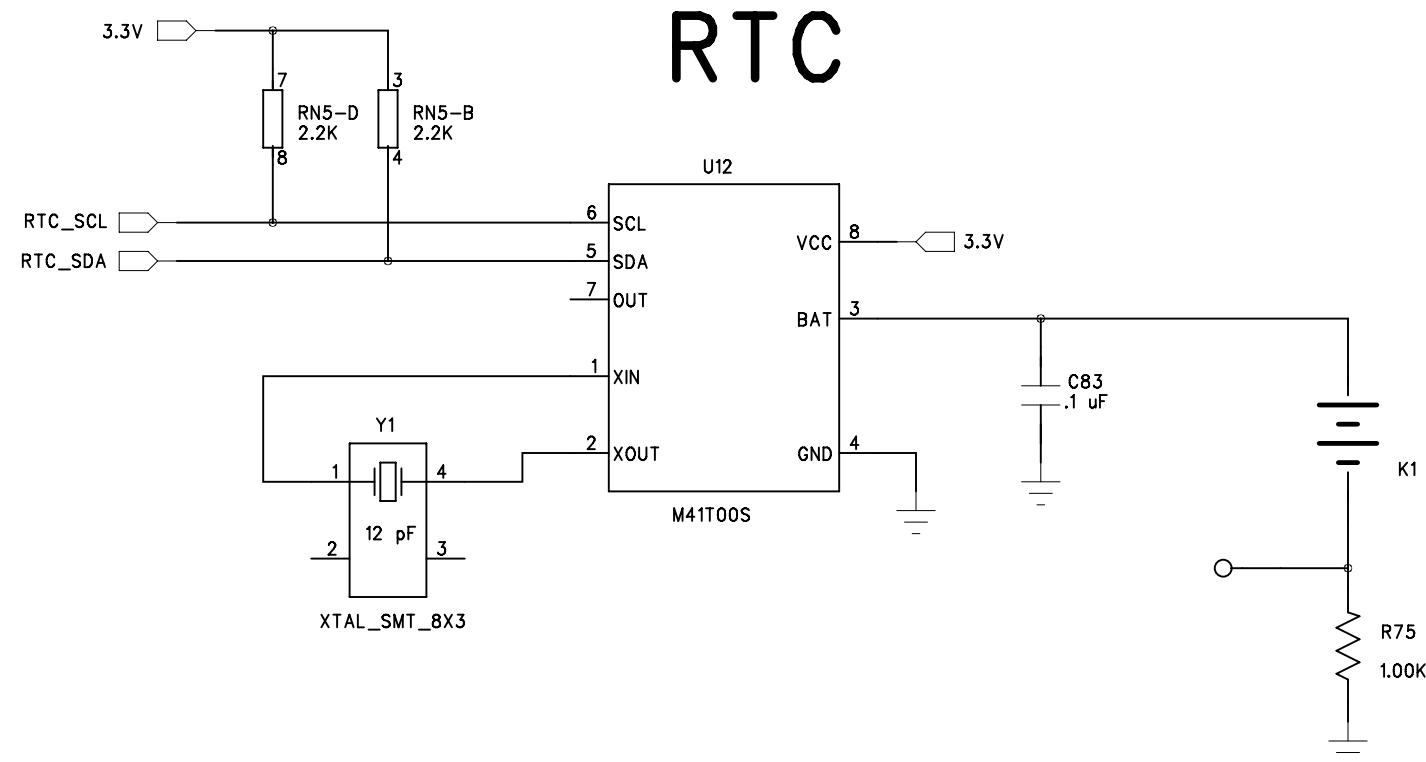 RTC
3.3V
7
3
RN5-D
2.2K
RN5-B
2.2K
8
4
U12
RTC_SCL
6
SCL
RTC_SDA
5
SDA
7
OUT
1
XIN
2
XOUT
VCC
8
3.3V
BAT
3
GND
4
M41T00S
Y1
1
4
12 pF
2
3
XTAL_SMT_8X3
C83
.1 uF
K1
R75
1.00K